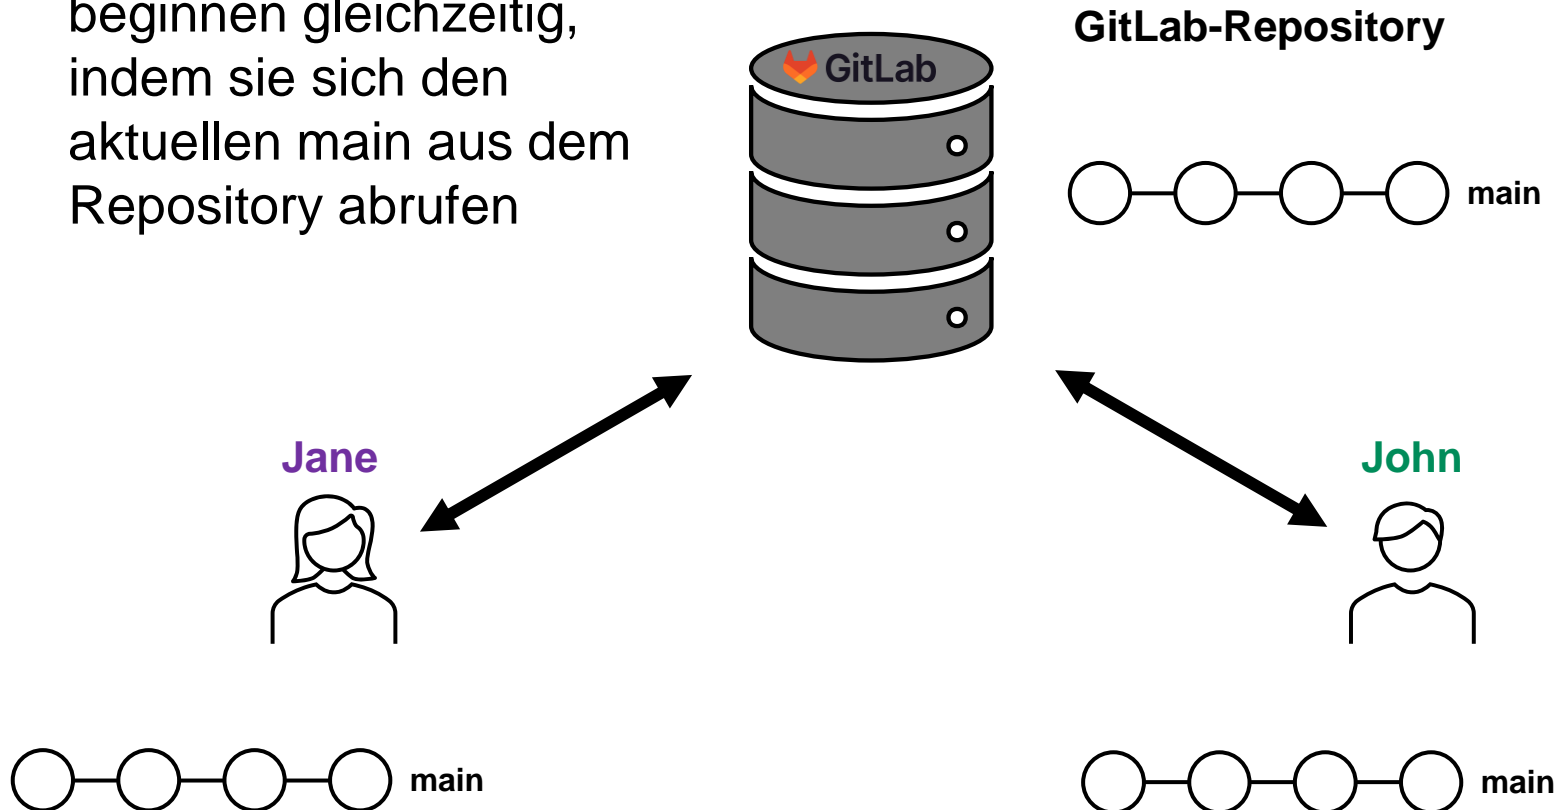 beginnen gleichzeitig,
indem sie sich den
aktuellen main aus dem
Repository abrufen
GitLab-Repository
GitLab
main
Jane
John
main
main